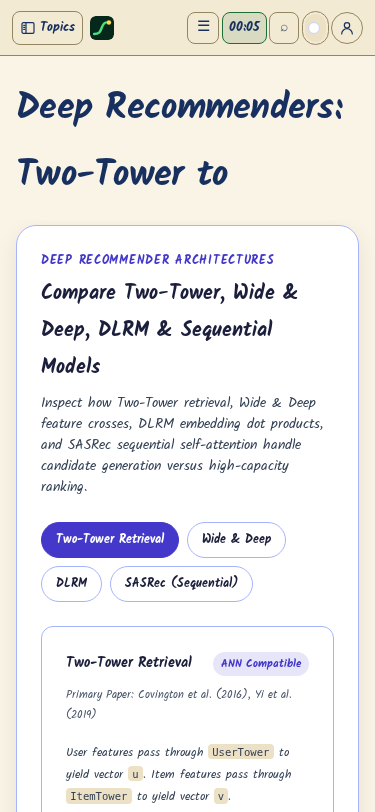 Topics
00:05
Deep Recommenders:
Two-Tower to
DEEP RECOMMENDER ARCHITECTURES
Compare Two-Tower, Wide &
Deep, DLRM & Sequential
Models
Inspect how Two-Tower retrieval, Wide & Deep
feature crosses, DLRM embedding dot products,
and SASRec sequential self-attention handle
candidate generation versus high-capacity
ranking.
Two-Tower Retrieval
Wide & Deep
DLRM
SASRec (Sequential)
Two-Tower Retrieval
ANN Compatible
Primary Paper: Covington et al. (2016), Yi et al.
(2019)
User features pass through UserTower to
yield vector u. Item features pass through
ItemTower to yield vector v.